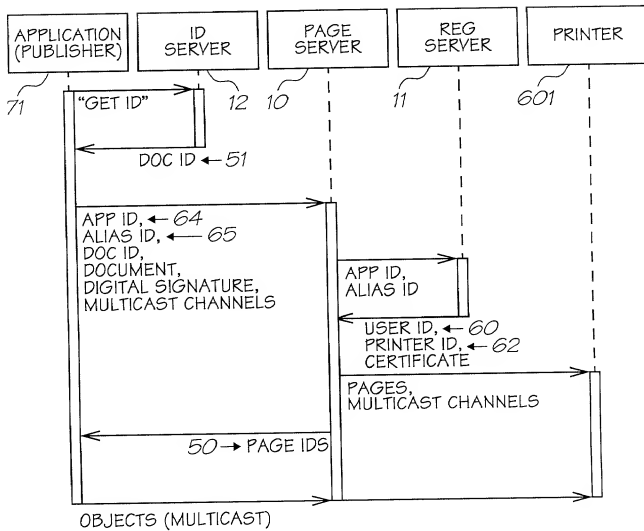 APPLICATION
(PUBLISHER)
ID
SERVER
PAGE
SERVER
REG
SERVER
PRINTER
71
12
10
11
601
"GET ID"
DOC ID ← 51
APP ID, ← 64
ALIAS ID, ← 65
DOC ID,
DOCUMENT,
DIGITAL SIGNATURE,
MULTICAST CHANNELS
APP ID,
ALIAS ID
USER ID, ← 60
PRINTER ID, ← 62
CERTIFICATE
PAGES,
MULTICAST CHANNELS
50 → PAGE IDS
OBJECTS (MULTICAST)